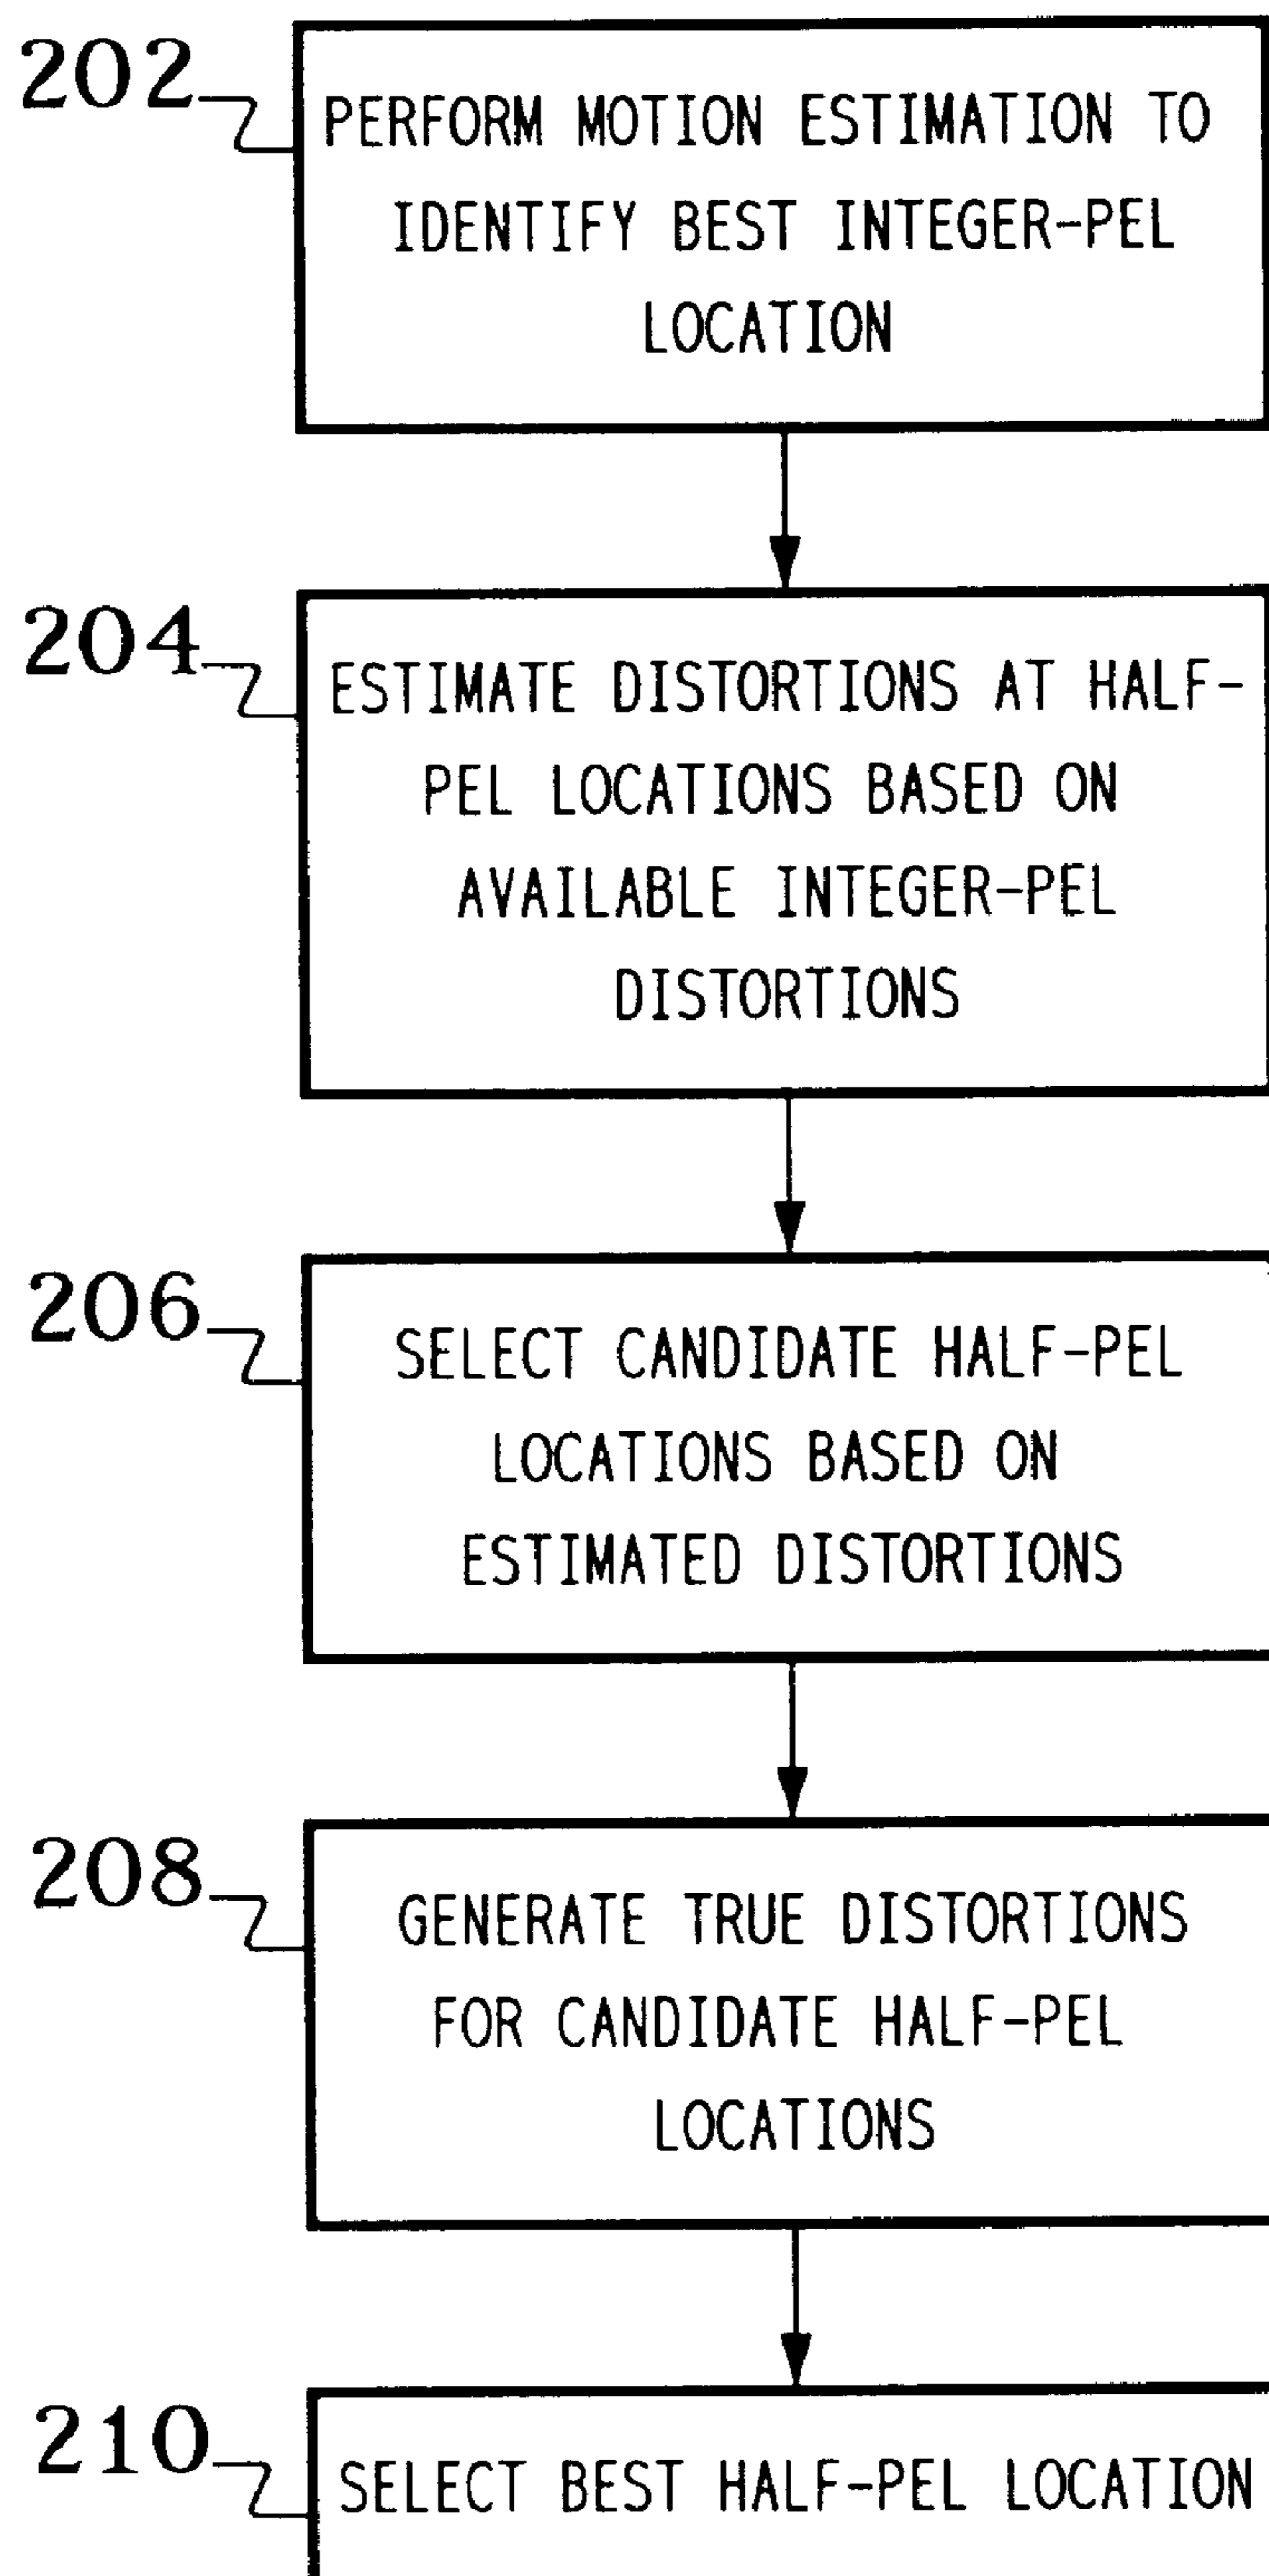 202
PERFORM MOTION ESTIMATION TO
IDENTIFY BEST INTEGER-PEL
LOCATION
204
ESTIMATE DISTORTIONS AT HALF-
PEL LOCATIONS BASED ON
AVAILABLE INTEGER-PEL
DISTORTIONS
206
SELECT CANDIDATE HALF-PEL
LOCATIONS BASED ON
ESTIMATED DISTORTIONS
208
GENERATE TRUE DISTORTIONS
FOR CANDIDATE HALF-PEL
LOCATIONS
210
SELECT BEST HALF-PEL LOCATION